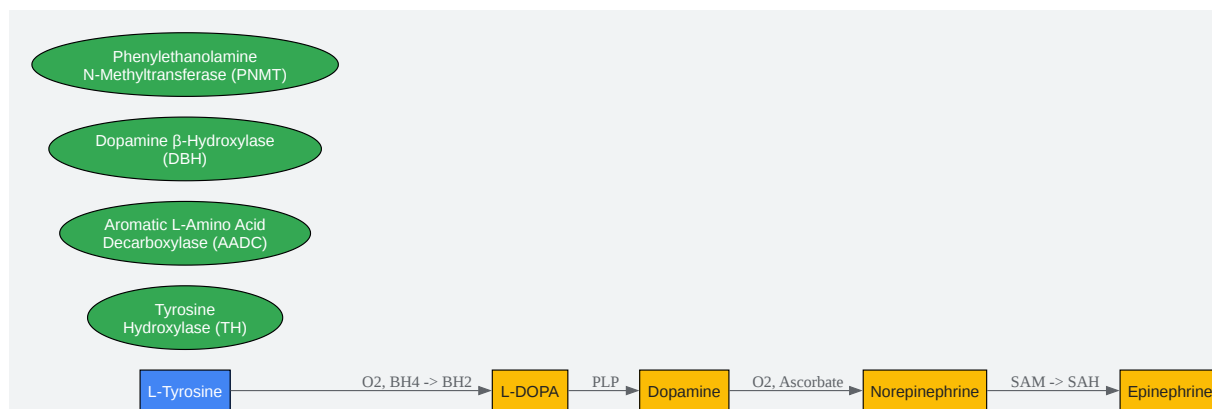 Phenylethanolamine
N-Methyltransferase (PNMT)
Dopamine β-Hydroxylase
(DBH)
Aromatic L-Amino Acid
Decarboxylase (AADC)
Tyrosine
Hydroxylase (TH)
L-Tyrosine
O2, BH4 -> BH2
L-DOPA
PLP
Dopamine
O2, Ascorbate
Norepinephrine
SAM -> SAH
Epinephrine